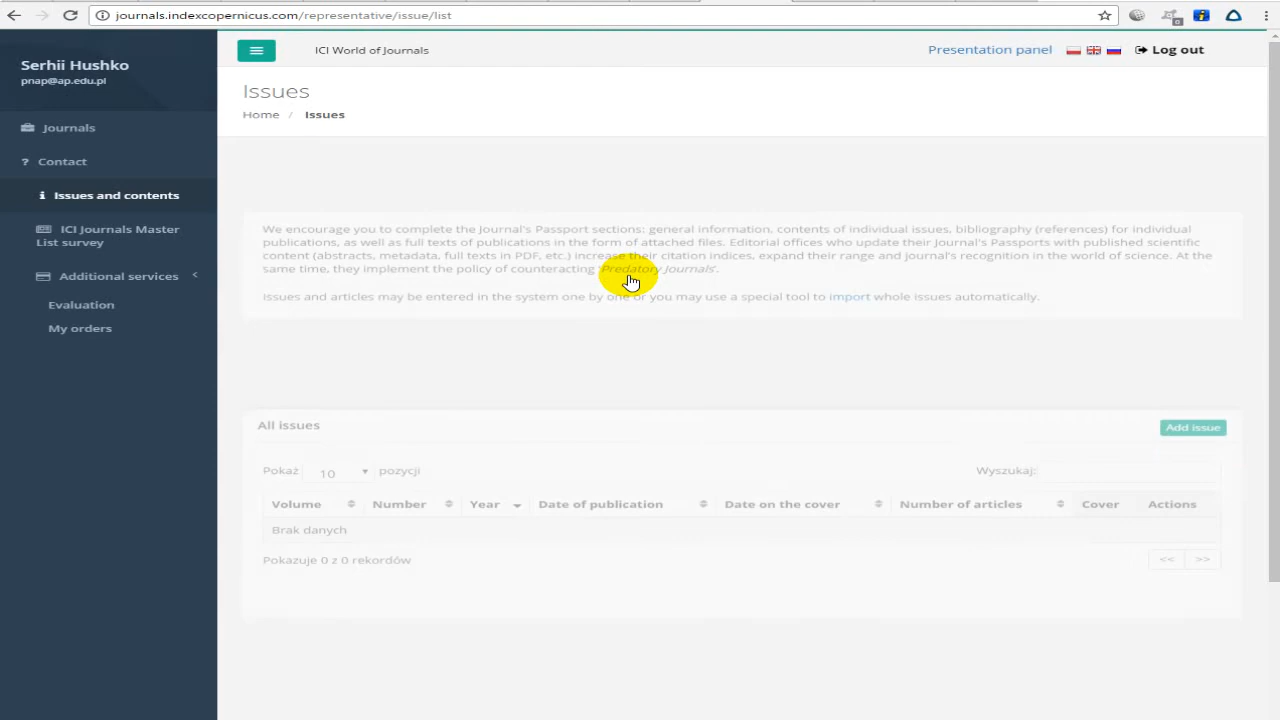 journals.indexcopernicus.com/representative/issue/list
Serhii Hushko
pnap@ap.edu.pl
Journals
? Contact
Issues and contents
ICI Journals Master
List survey
Additional services
Evaluation
My orders
ICI World of Journals
Presentation panel
Log out
Issues
Home / Issues
We encourage you to complete the Journal's Passport sections: general information, contents of individual issues, bibliography (references) for individual
publications, as well as full texts of publications in the form of attached files. Editorial offices who update their Journal's Passports with published scientific
content (abstracts, metadata, full texts in PDF, etc.) increase their citation indices, expand their range and journal's recognition in the world of science. At the
same time, they implement the policy of counteracting 'Predatory Journals'.
Issues and articles may be entered in the system one by one or you may use a special tool to import whole issues automatically.
All issues
Add issue
Pokaż 10 pozycji
Wyszukaj:
Volume Number Year Date of publication Date on the cover Number of articles Cover Actions
Brak danych
Pokazuje 0 z 0 rekordów
<< >>